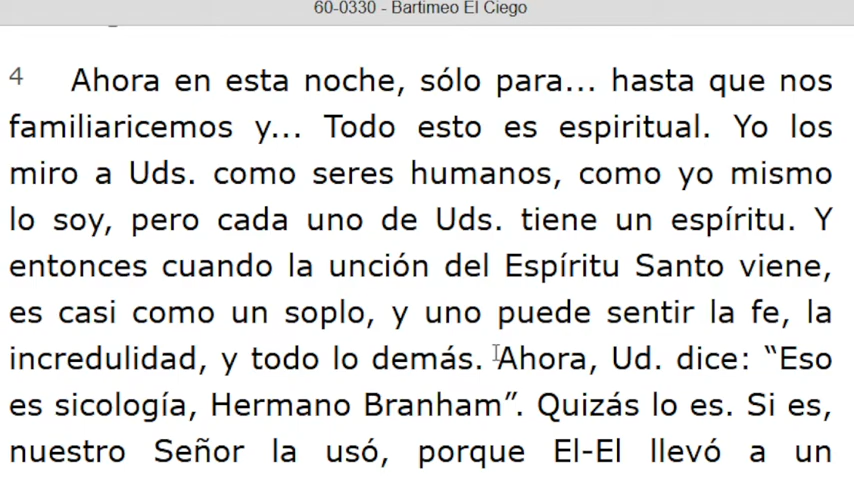 60-0330 - Bartimeo El Ciego
4 Ahora en esta noche, sólo para... hasta que nos
familiaricemos y... Todo esto es espiritual. Yo los
miro a Uds. como seres humanos, como yo mismo
lo soy, pero cada uno de Uds. tiene un espíritu. Y
entonces cuando la unción del Espíritu Santo viene,
es casi como un soplo, y uno puede sentir la fe, la
incredulidad, y todo lo demás. Ahora, Ud. dice: “Eso
es sicología, Hermano Branham”. Quizás lo es. Si es,
nuestro Señor la usó, porque El-El llevó a un